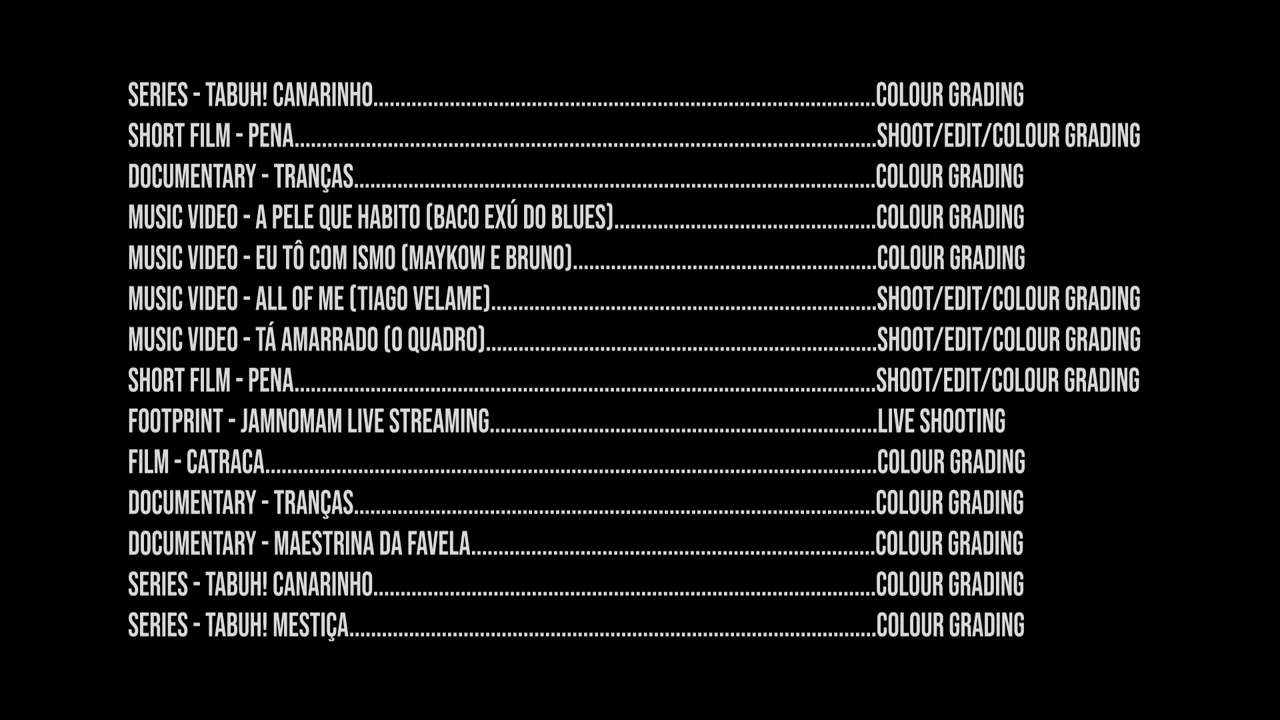 SERIES - TABUH! CANARINHO............................................................................................COLOUR GRADING
SHORT FILM - PENA...........................................................................................................SHOOT/EDIT/COLOUR GRADING
DOCUMENTARY - TRANÇAS................................................................................................COLOUR GRADING
MUSIC VIDEO - A PELE QUE HABITO (BACO EXÚ DO BLUES)................................................COLOUR GRADING
MUSIC VIDEO - EU TÔ COM ISMO (MAYKOW E BRUNO)........................................................COLOUR GRADING
MUSIC VIDEO - ALL OF ME (TIAGO VELAME).......................................................................SHOOT/EDIT/COLOUR GRADING
MUSIC VIDEO - TÁ AMARRADO (O QUADRO)........................................................................SHOOT/EDIT/COLOUR GRADING
SHORT FILM - PENA...........................................................................................................SHOOT/EDIT/COLOUR GRADING
FOOTPRINT - JAMNOMAM LIVE STREAMING.......................................................................LIVE SHOOTING
FILM - CATRACA................................................................................................................COLOUR GRADING
DOCUMENTARY - TRANÇAS................................................................................................COLOUR GRADING
DOCUMENTARY - MAESTRINA DA FAVELA..........................................................................COLOUR GRADING
SERIES - TABUH! CANARINHO............................................................................................COLOUR GRADING
SERIES - TABUH! MESTIÇA.................................................................................................COLOUR GRADING